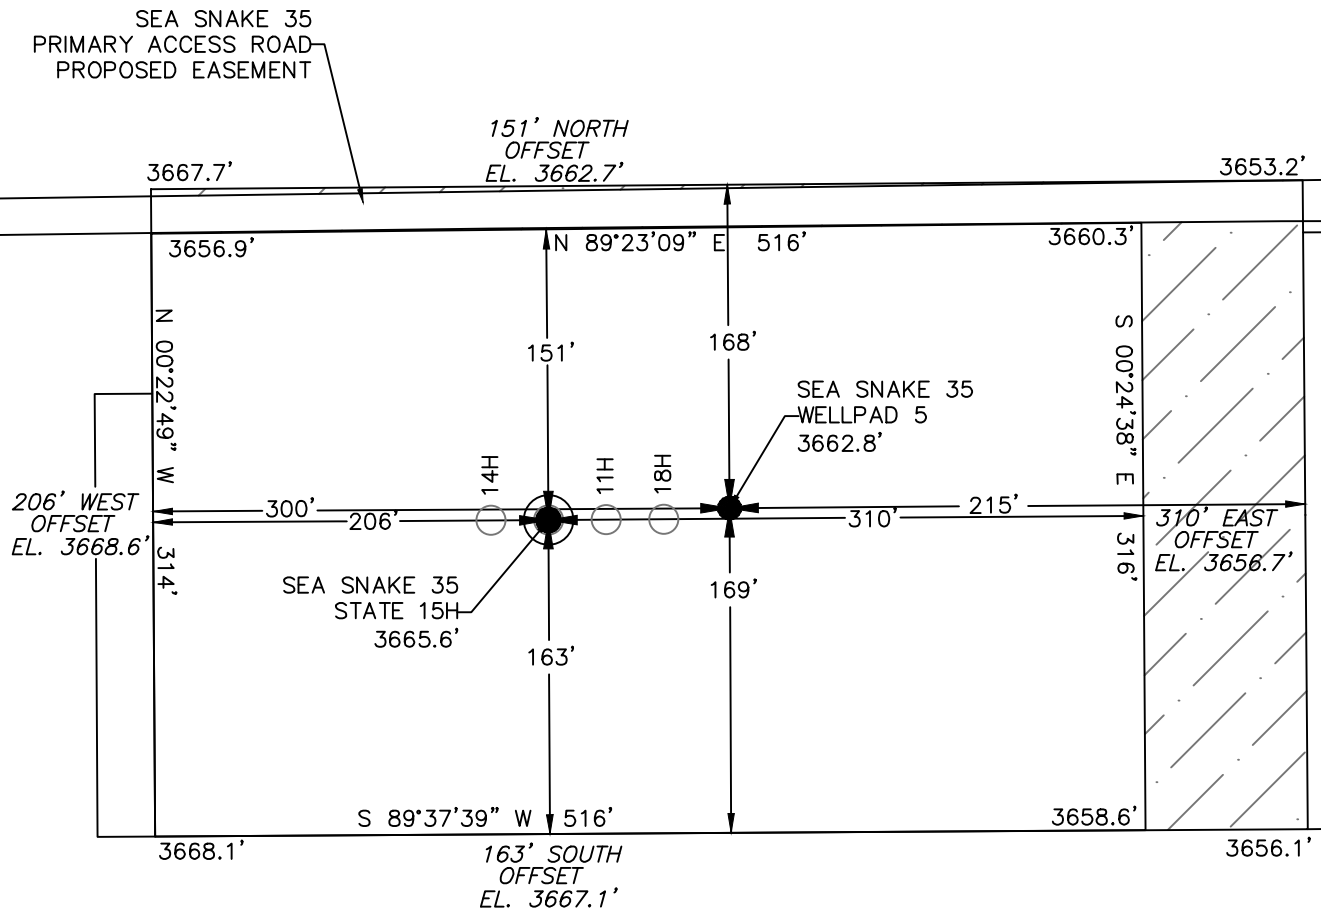 SEA SNAKE 35
PRIMARY ACCESS ROAD
PROPOSED EASEMENT
151' NORTH
OFFSET
EL. 3662.7'
3667.7'
3653.2'
3656.9'
N 89°23'09" E 516'
3660.3'
N 00°22'49" W 314'
S 00°24'38" E 316'
151'
168'
SEA SNAKE 35
WELLPAD 5
3662.8'
14H
11H
18H
206' WEST
OFFSET
EL. 3668.6'
300'
206'
215'
310'
310' EAST
OFFSET
EL. 3656.7'
SEA SNAKE 35
STATE 15H
3665.6'
169'
163'
S 89°37'39" W 516'
3658.6'
3668.1'
163' SOUTH
OFFSET
EL. 3667.1'
3656.1'